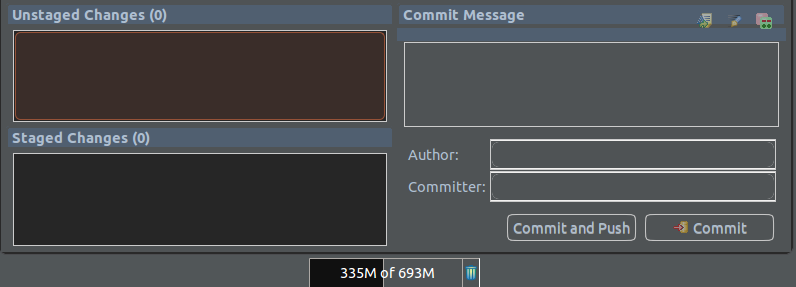 Unstaged Changes (0)
Commit Message
Staged Changes (0)
Author:
Committer:
Commit and Push
Commit
335M of 693M